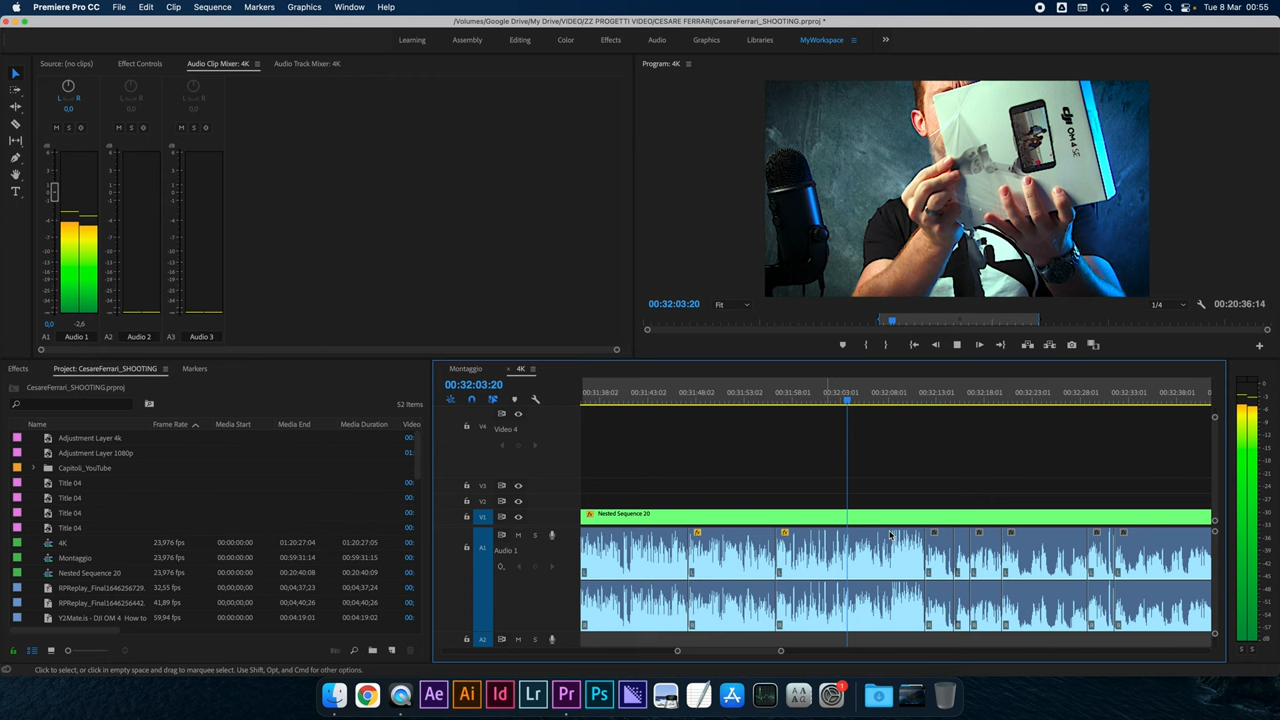 Premiere Pro CC File Edit Clip Sequence Markers Graphics Window Help Tue 8 Mar 00:55
/Volumes/Google Drive/My Drive/VIDEO/ZZ PROGETTI VIDEO/CESARE FERRARI/CesareFerrari_SHOOTING.prproj *
Learning Assembly Editing Color Effects Audio Graphics Libraries MyWorkspace
Source: (no clips) Effect Controls Audio Clip Mixer: 4K Audio Track Mixer: 4K
L R
0,0 0,0 0,0
M S M S M S
0,0 -2,6
A1 Audio 1 A2 Audio 2 A3 Audio 3
Program: 4K
dji OM 4 SE
00:32:03:20 Fit 1/4 00:20:36:14
Effects Project: CesareFerrari_SHOOTING Markers
CesareFerrari_SHOOTING.prproj
52 Items
Name Frame Rate Media Start Media End Media Duration Video
Adjustment Layer 4k 00:
Adjustment Layer 1080p 01:
Capitoli_YouTube
Title 04 00:
Title 04 00:
Title 04 00:
Title 04 00:
4K 23,976 fps 00:00:00:00 01:20:27:04 01:20:27:05 00:
Montaggio 23,976 fps 00:00:00:00 00:59:31:14 00:59:31:15 00:
Nested Sequence 20 23,976 fps 00:00:00:00 00:20:40:07 00:20:40:08 00:
RPReplay_Final1646256729. 32,55 fps 00;00;00;00 00;04;37;22 00;04;37;23 00:
RPReplay_Final1646256442. 41,89 fps 00;00;00;00 00;04;40;25 00;04;40;26 00:
Y2Mate.is - DJI OM 4 How to 59,94 fps 00:00:00:00 00:04:19:01 00:04:19:02 00:
Montaggio 4K
00:32:03:20
00:31:38:02 00:31:43:02 00:31:48:02 00:31:53:02 00:31:58:01 00:32:03:01 00:32:08:01 00:32:13:01 00:32:18:01 00:32:23:01 00:32:28:01 00:32:33:01 00:32:38:01
V4 Video 4
V3
V2
V1 Nested Sequence 20
A1 M S
Audio 1
A2 M S
S S
Click to select, or click in empty space and drag to marquee select. Use Shift, Opt, and Cmd for other options.
Ae Ai Id Lr Pr Ps 1